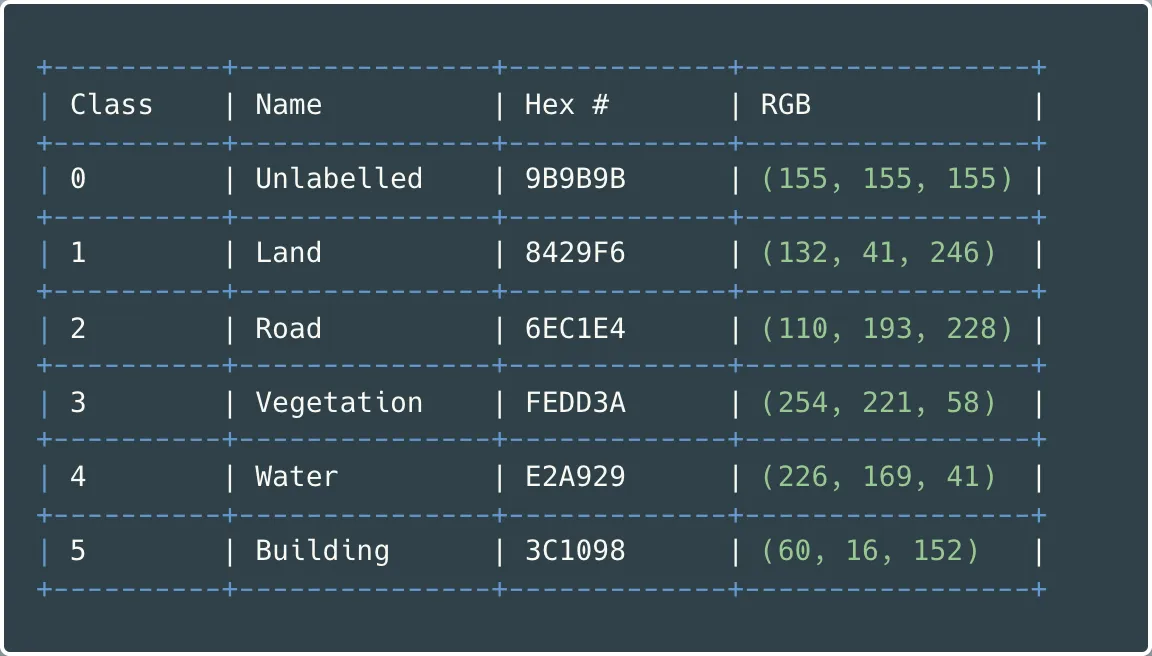 +----------+---------------+-------------+-----------------+
| Class    | Name          | Hex #       | RGB             |
+----------+---------------+-------------+-----------------+
| 0        | Unlabelled    | 9B9B9B      | (155, 155, 155) |
+----------+---------------+-------------+-----------------+
| 1        | Land          | 8429F6      | (132, 41, 246)  |
+----------+---------------+-------------+-----------------+
| 2        | Road          | 6EC1E4      | (110, 193, 228) |
+----------+---------------+-------------+-----------------+
| 3        | Vegetation    | FEDD3A      | (254, 221, 58)  |
+----------+---------------+-------------+-----------------+
| 4        | Water         | E2A929      | (226, 169, 41)  |
+----------+---------------+-------------+-----------------+
| 5        | Building      | 3C1098      | (60, 16, 152)   |
+----------+---------------+-------------+-----------------+